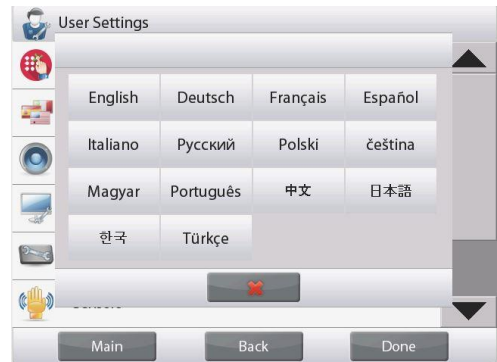 User Settings
English Deutsch Français Español
Italiano Русский Polski čeština
Magyar Português 中文 日本語
한국 Türkçe
Main Back Done